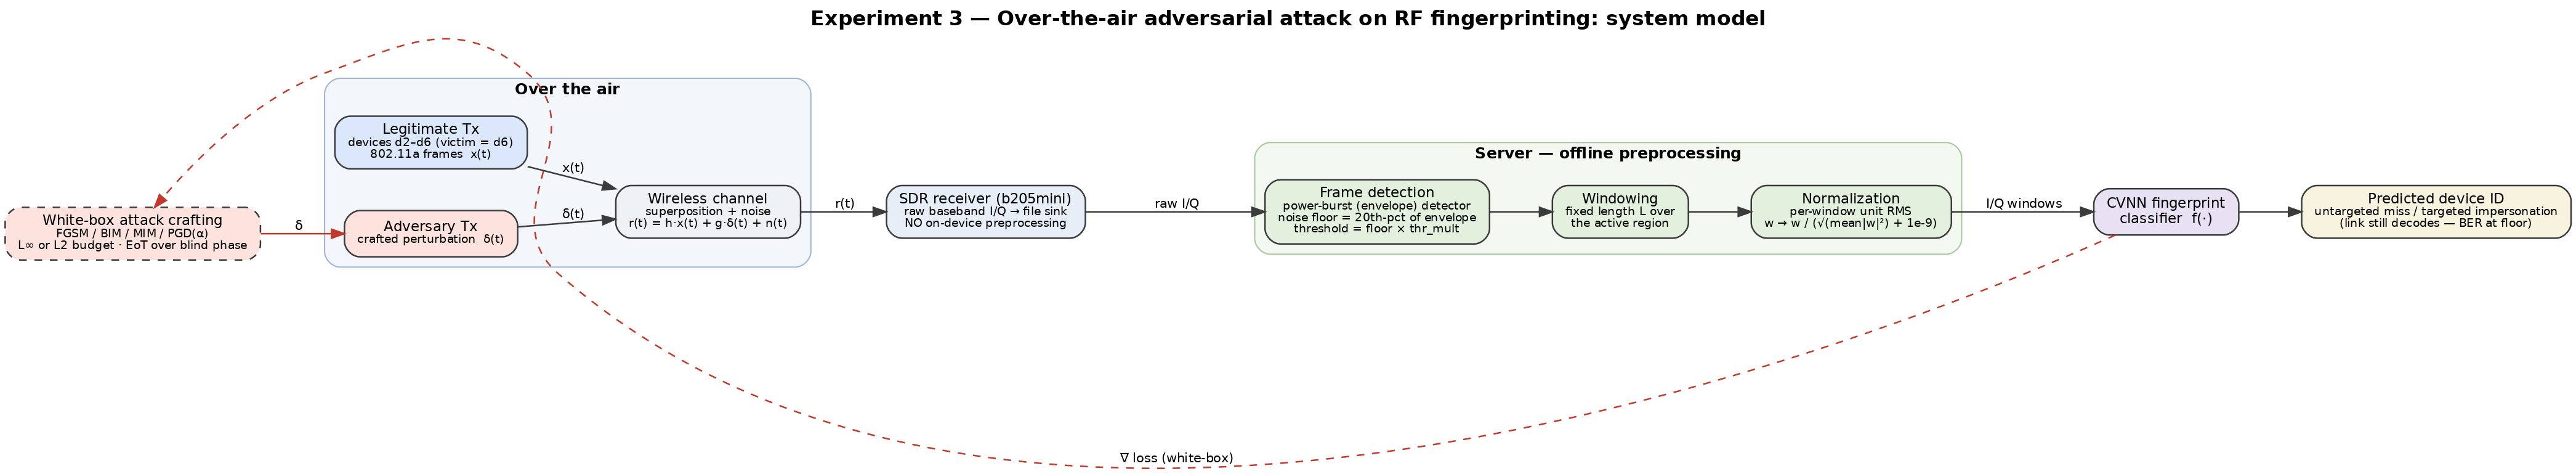 Experiment 3 — Over-the-air adversarial attack on RF fingerprinting: system model
Over the air
Legitimate Tx
devices d2–d6 (victim = d6)
802.11a frames  x(t)
x(t)
White-box attack crafting
FGSM / BIM / MIM / PGD(α)
L∞ or L2 budget · EoT over blind phase
δ
Adversary Tx
crafted perturbation  δ(t)
δ(t)
Wireless channel
superposition + noise
r(t) = h·x(t) + g·δ(t) + n(t)
r(t)
SDR receiver (b205mini)
raw baseband I/Q → file sink
NO on-device preprocessing
raw I/Q
Server — offline preprocessing
Frame detection
power-burst (envelope) detector
noise floor = 20th-pct of envelope
threshold = floor × thr_mult
Windowing
fixed length L over
the active region
Normalization
per-window unit RMS
w → w / (√(mean|w|²) + 1e-9)
I/Q windows
CVNN fingerprint
classifier  f(·)
Predicted device ID
untargeted miss / targeted impersonation
(link still decodes — BER at floor)
∇ loss (white-box)